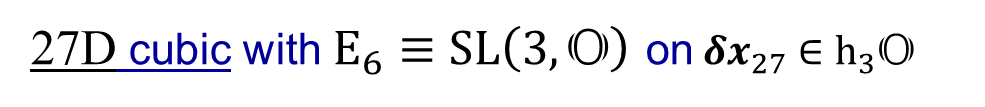 27D cubic with E₆ ≡ SL(3, 𝕆) on 𝜹𝒙₂₇ ∈ h₃𝕆